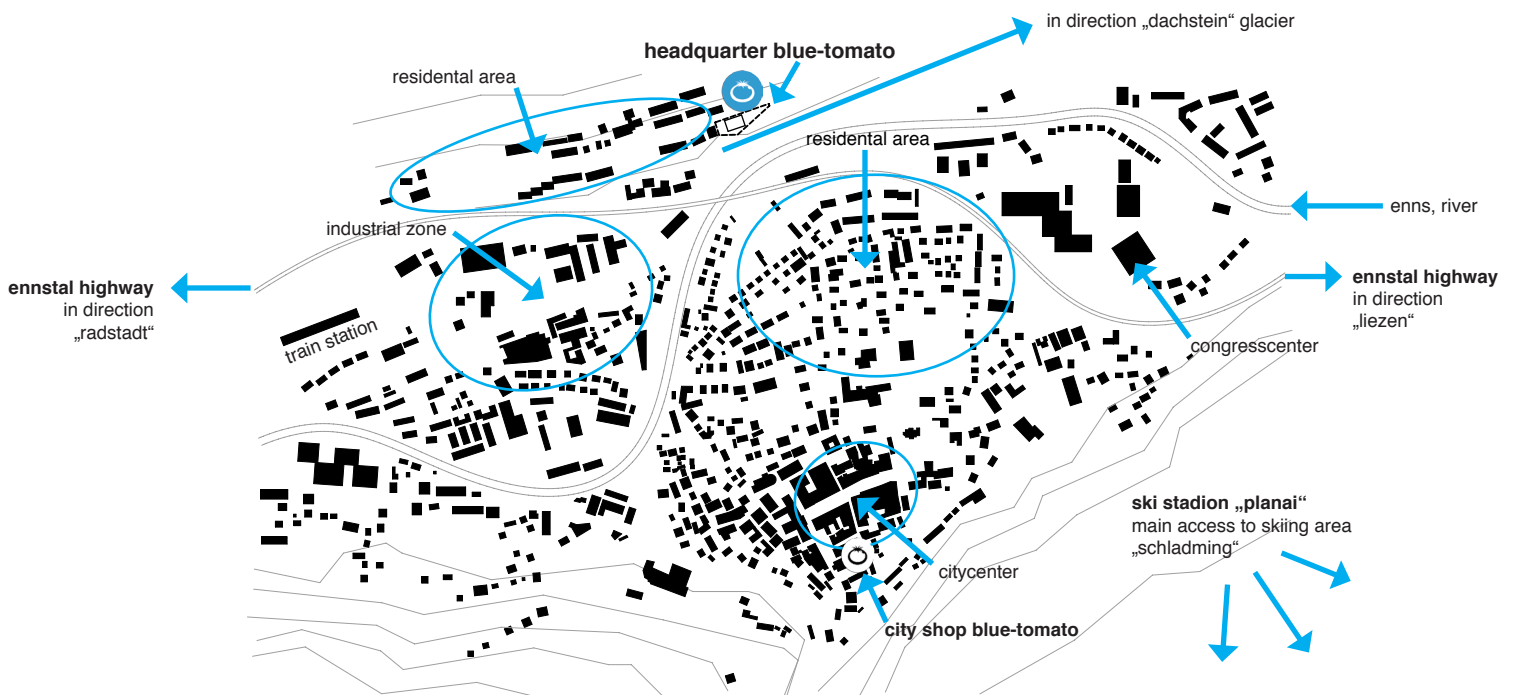 in direction „dachstein“ glacier
headquarter blue-tomato
residental area
residental area
enns, river
industrial zone
ennstal highway
in direction
„radstadt“
ennstal highway
in direction
„liezen“
train station
congresscenter
ski stadion „planai“
main access to skiing area
„schladming“
citycenter
city shop blue-tomato